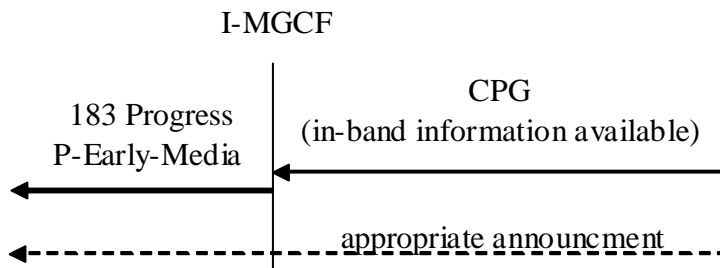 I-MGCF
183 Progress
P-Early-Media
CPG
(in-band information available)
appropriate announcment